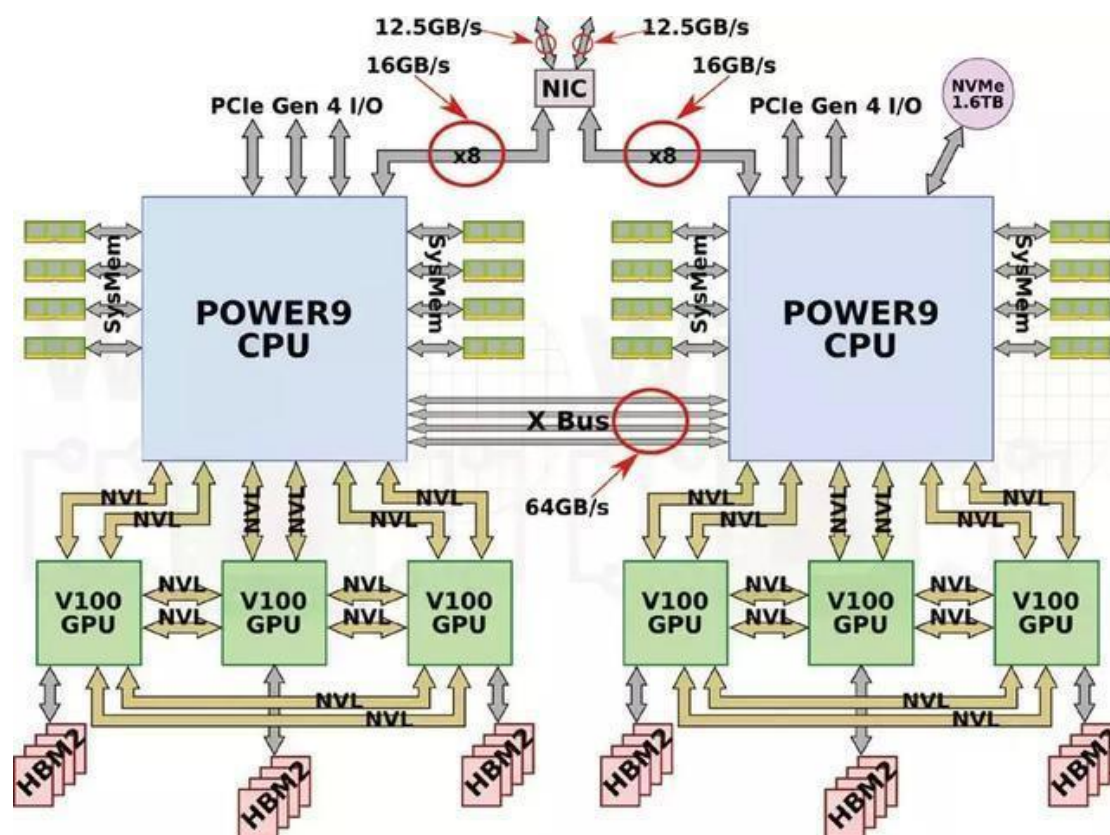 12.5GB/s
12.5GB/s
16GB/s
16GB/s
NIC
NVMe
1.6TB
PCIe Gen 4 I/O
PCIe Gen 4 I/O
x8
x8
SysMem
SysMem
SysMem
SysMem
POWER9
CPU
POWER9
CPU
X Bus
64GB/s
NVL
NVL
NVL
NVL
NVL
NVL
NVL
NVL
NVL
NVL
NVL
NVL
V100
GPU
NVL
NVL
V100
GPU
NVL
NVL
V100
GPU
V100
GPU
NVL
NVL
V100
GPU
NVL
NVL
V100
GPU
NVL
NVL
NVL
NVL
HBM2
HBM2
HBM2
HBM2
HBM2
HBM2